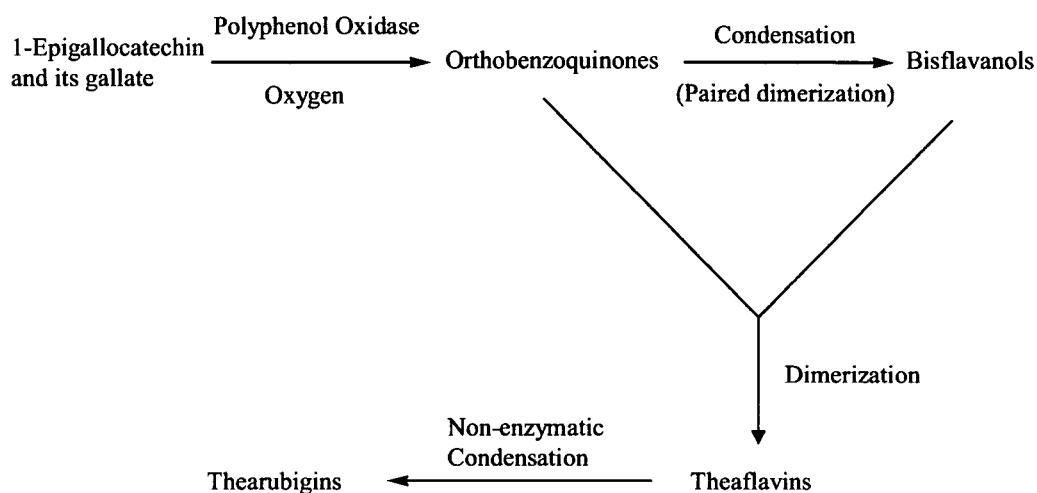 1-Epigallocatechin
and its gallate
Polyphenol Oxidase
Oxygen
Orthobenzoquinones
Condensation
(Paired dimerization)
Bisflavanols
Dimerization
Non-enzymatic
Condensation
Thearubigins
Theaflavins